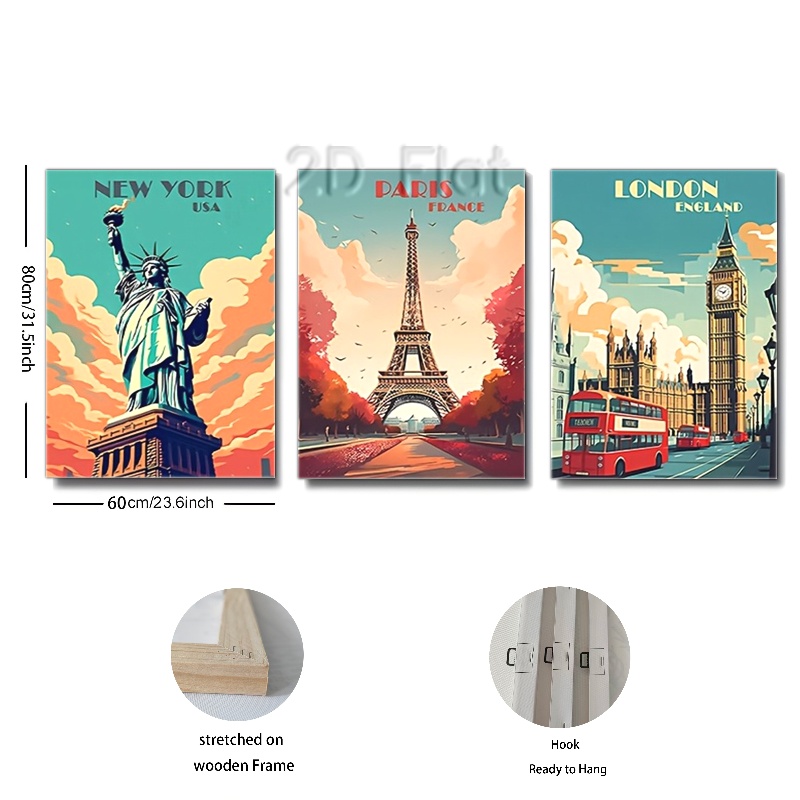 2D Flat
NEW YORK
USA
PARIS
FRANCE
LONDON
ENGLAND
80cm/31.5inch
60cm/23.6inch
stretched on
wooden Frame
Hook
Ready to Hang